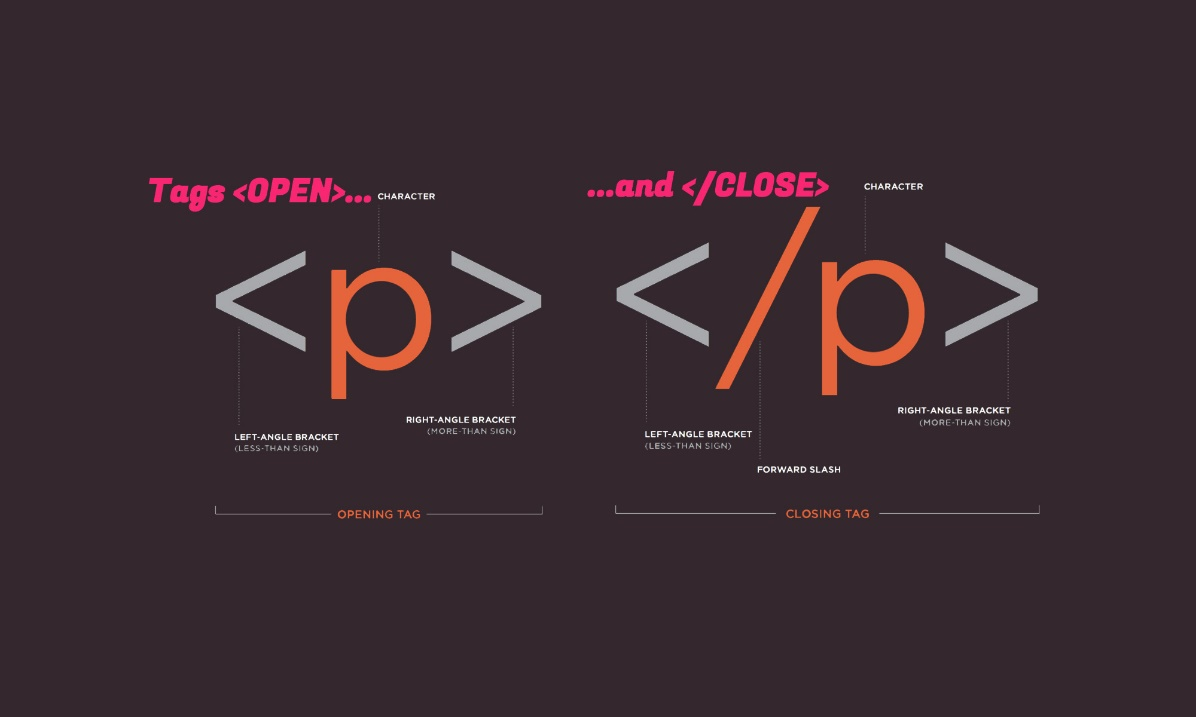 Tags <OPEN>...
CHARACTER
<p>
LEFT-ANGLE BRACKET
(LESS-THAN SIGN)
RIGHT-ANGLE BRACKET
(MORE-THAN SIGN)
OPENING TAG
...and </CLOSE>
CHARACTER
</p>
LEFT-ANGLE BRACKET
(LESS-THAN SIGN)
FORWARD SLASH
RIGHT-ANGLE BRACKET
(MORE-THAN SIGN)
CLOSING TAG